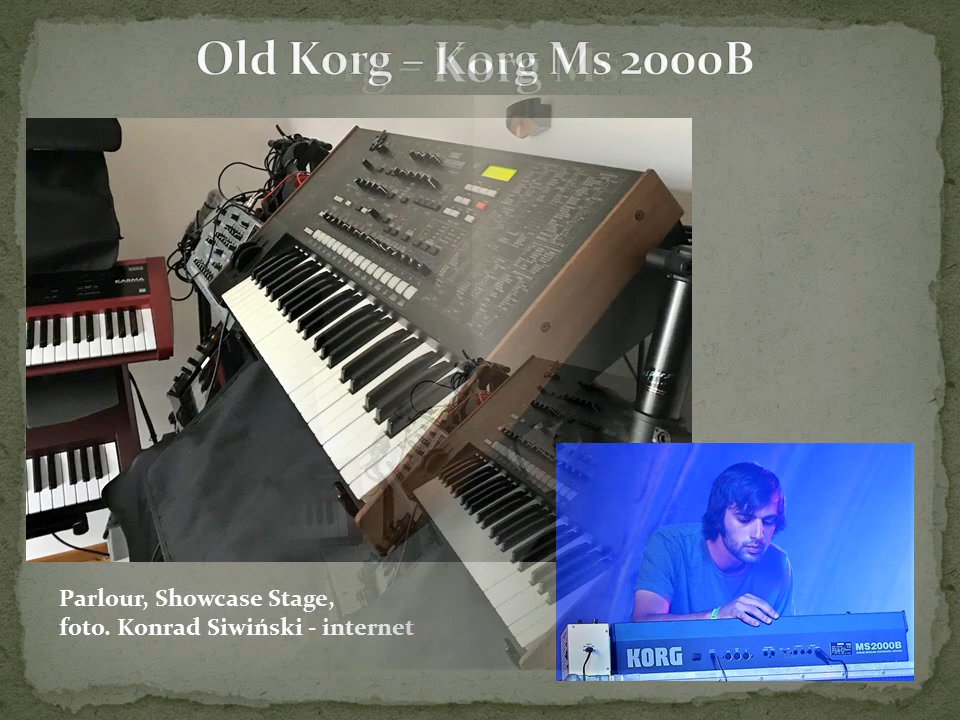 Old Korg – Korg Ms 2000B
KARMA
Parlour, Showcase Stage,
foto. Konrad Siwiński - internet
KORG
MS2000B